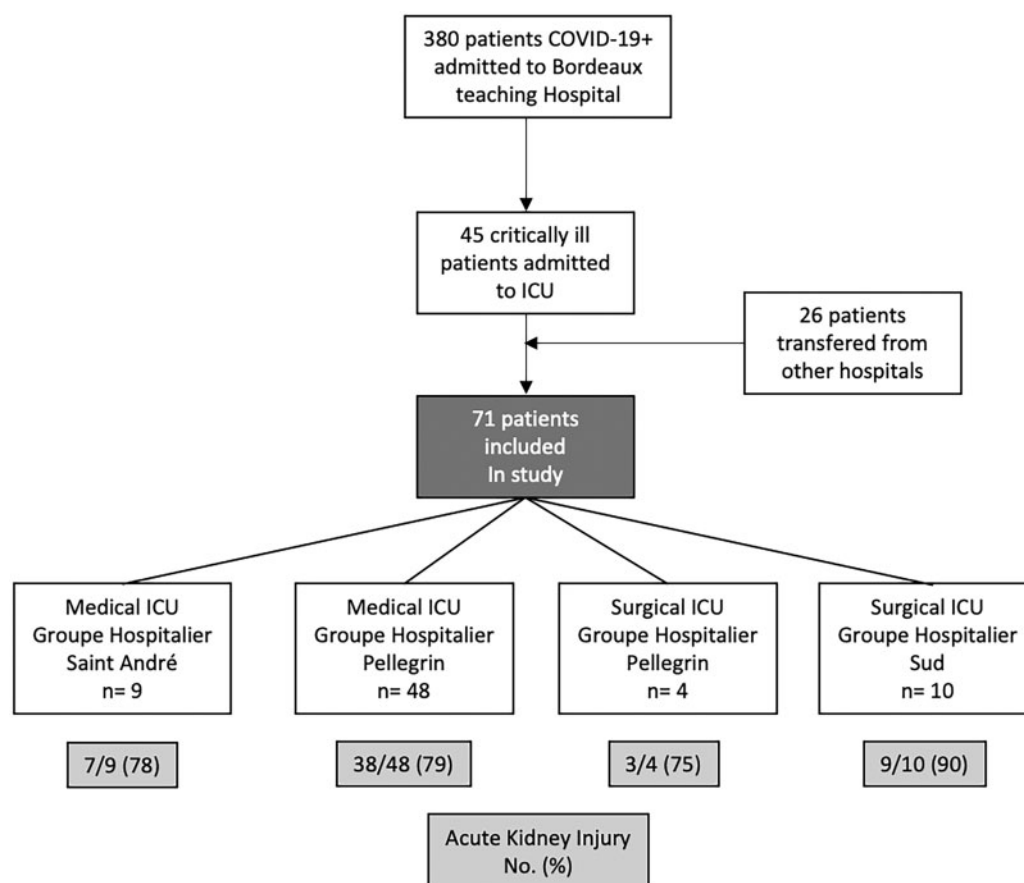 380 patients COVID-19+
admitted to Bordeaux
teaching Hospital
45 critically ill
patients admitted
to ICU
26 patients
transfered from
other hospitals
71 patients
included
In study
Medical ICU
Groupe Hospitalier
Saint André
n= 9
Medical ICU
Groupe Hospitalier
Pellegrin
n= 48
Surgical ICU
Groupe Hospitalier
Pellegrin
n= 4
Surgical ICU
Groupe Hospitalier
Sud
n= 10
7/9 (78)
38/48 (79)
3/4 (75)
9/10 (90)
Acute Kidney Injury
No. (%)